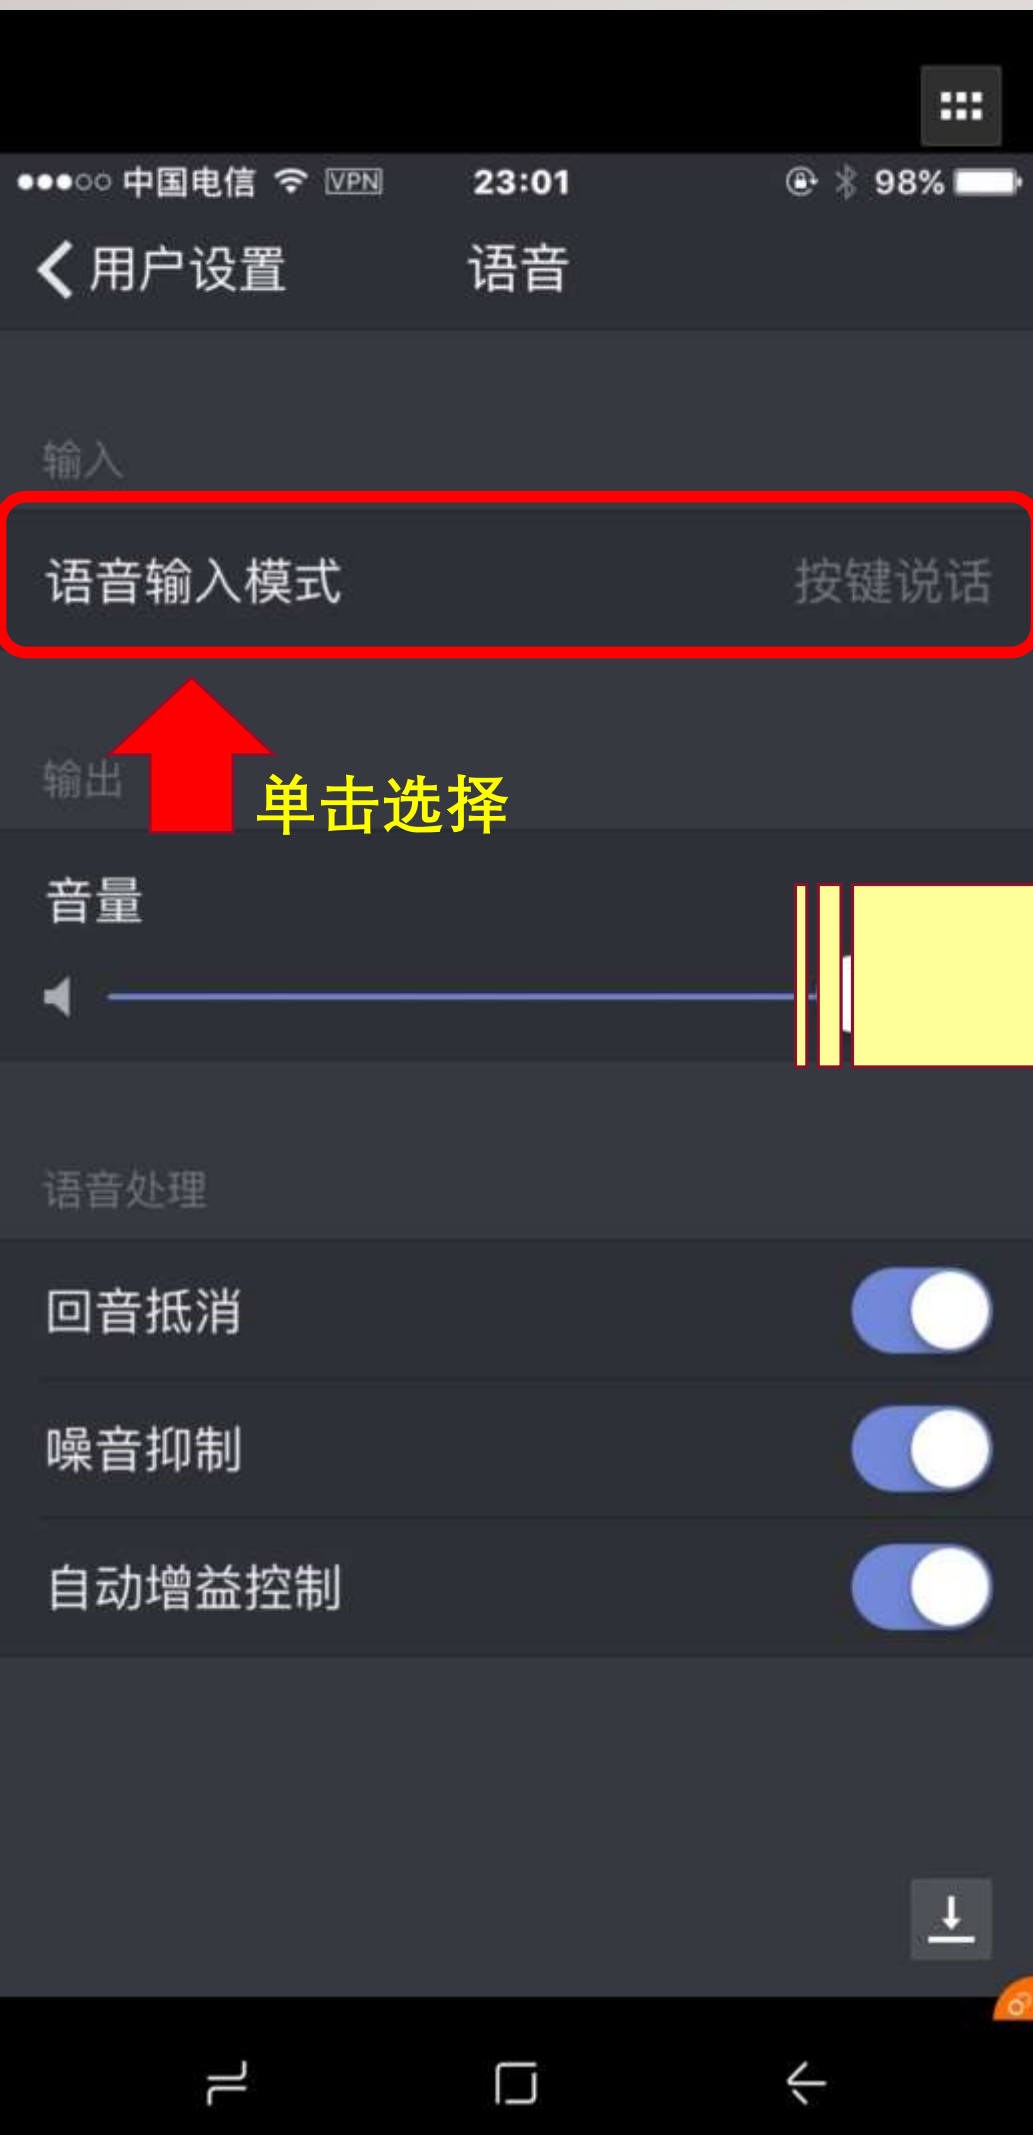 中国电信 VPN 23:01 98%
用户设置 语音
输入
语音输入模式 按键说话
输出
单击选择
音量
语音处理
回音抵消
噪音抑制
自动增益控制